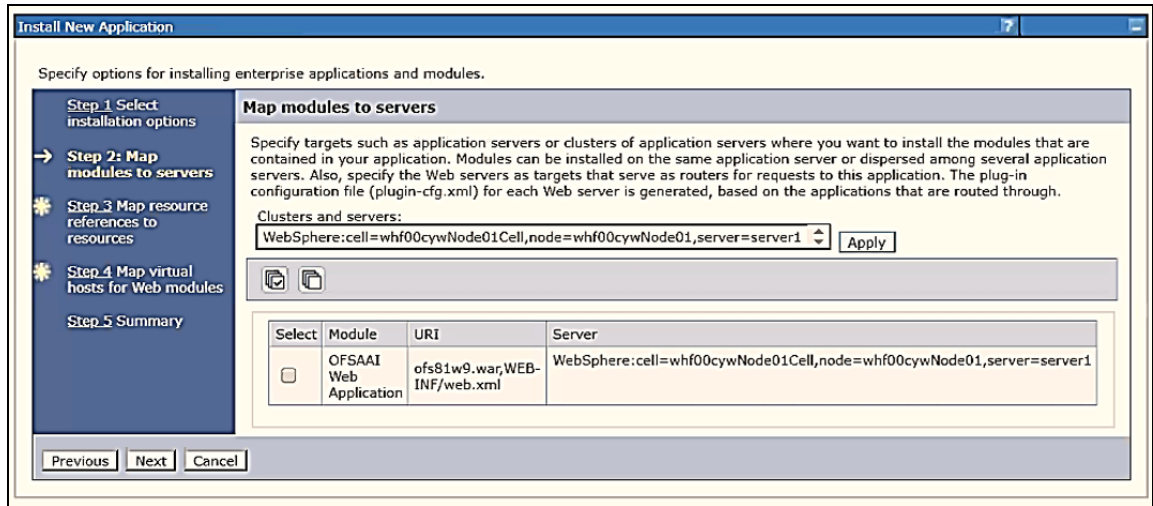 Install New Application
?
Specify options for installing enterprise applications and modules.
Step 1 Select
installation options
Step 2: Map
modules to servers
Step 3 Map resource
references to
resources
Step 4 Map virtual
hosts for Web modules
Step 5 Summary
Map modules to servers
Specify targets such as application servers or clusters of application servers where you want to install the modules that are
contained in your application. Modules can be installed on the same application server or dispersed among several application
servers. Also, specify the Web servers as targets that serve as routers for requests to this application. The plug-in
configuration file (plugin-cfg.xml) for each Web server is generated, based on the applications that are routed through.
Clusters and servers:
WebSphere:cell=whf00cywNode01Cell,node=whf00cywNode01,server=server1
Apply
Select Module URI Server
OFSAAI
Web
Application
ofs81w9.war,WEB-
INF/web.xml
WebSphere:cell=whf00cywNode01Cell,node=whf00cywNode01,server=server1
Previous Next Cancel